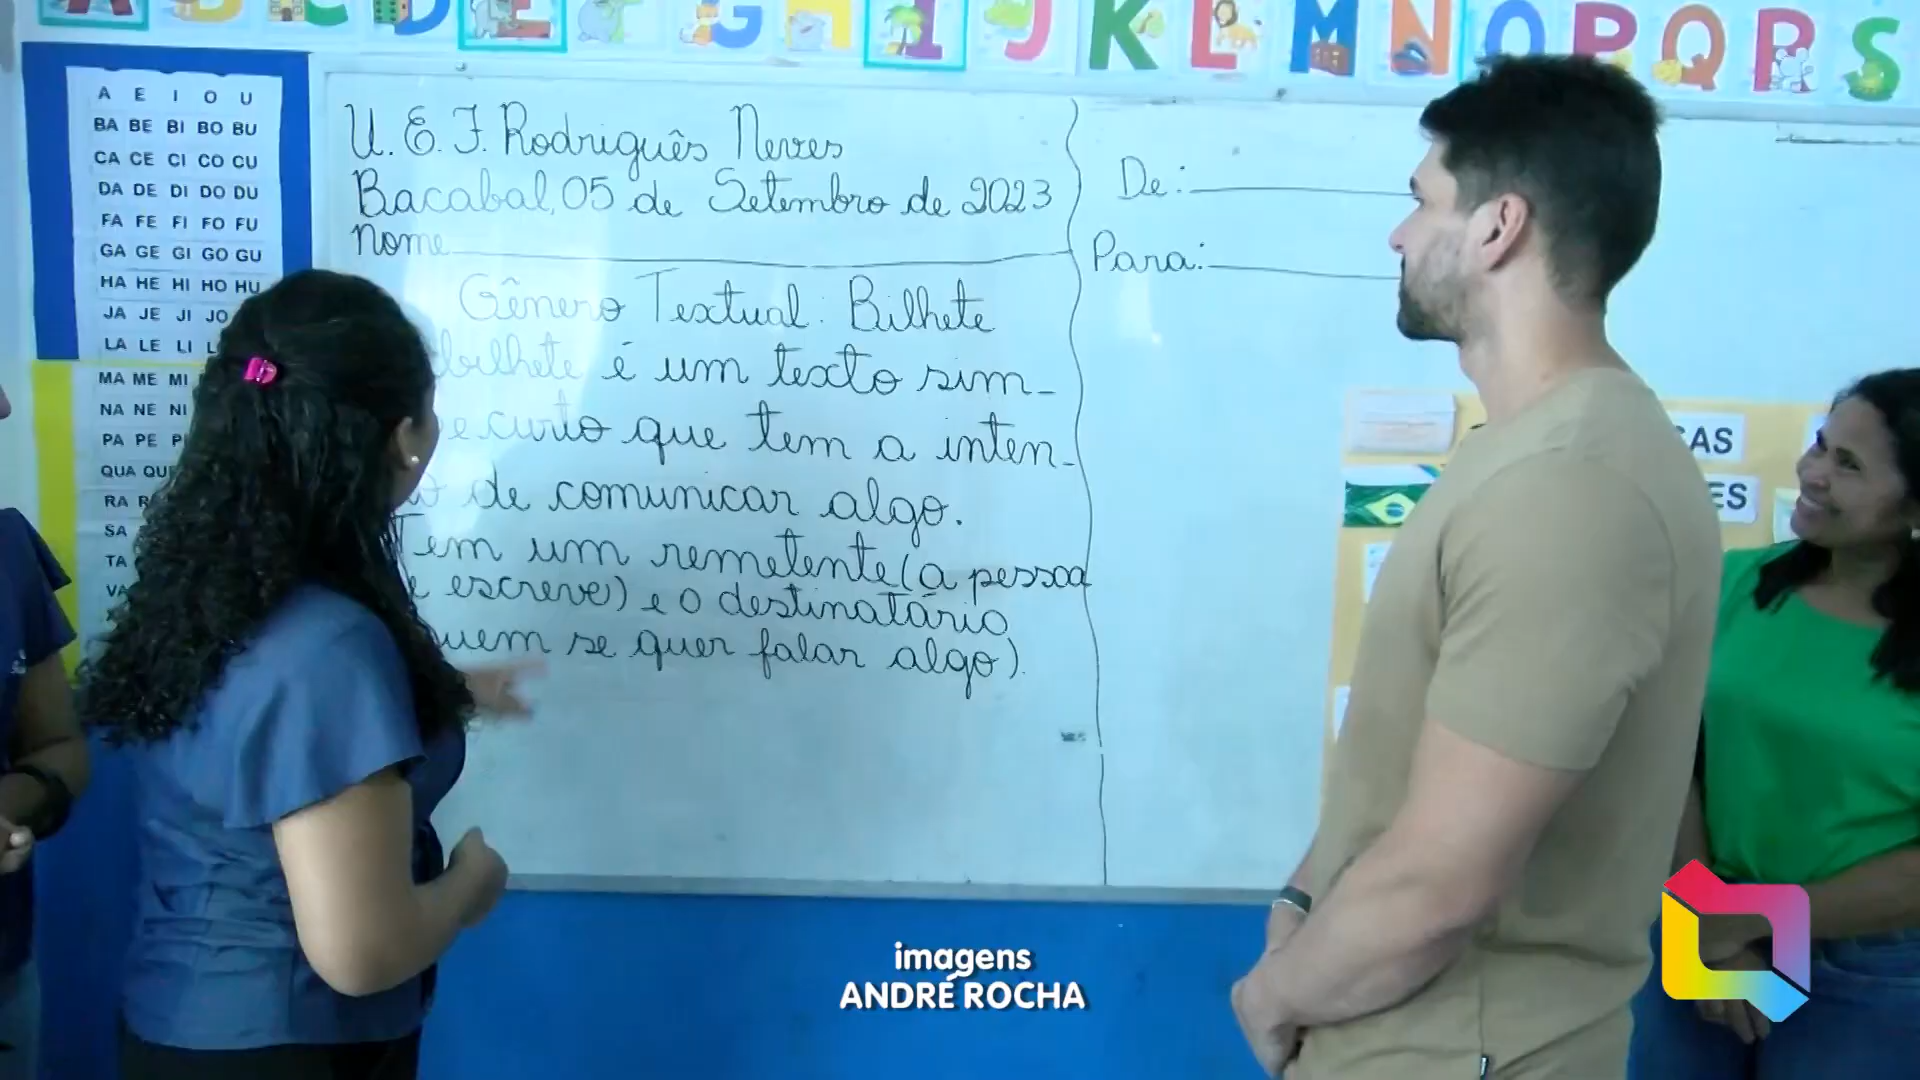 A B C D E F G H I J K L M N O P Q R S
A E I O U
BA BE BI BO BU
CA CE CI CO CU
DA DE DI DO DU
FA FE FI FO FU
GA GE GI GO GU
HA HE HI HO HU
JA JE JI JO
LA LE LI
MA ME MI
NA NE NI
PA PE
QUA
RA
SA
TA
U. E. F. Rodriguês Neves
Bacabal, 05 de Setembro de 2023
Nome
Gênero Textual: Bilhete
bilhete é um texto sim-
e curto que tem a inten-
de comunicar algo.
Tem um remetente (a pessoa
escreve) e o destinatário
quem se quer falar algo).
De:
Para:
imagens
ANDRÉ ROCHA